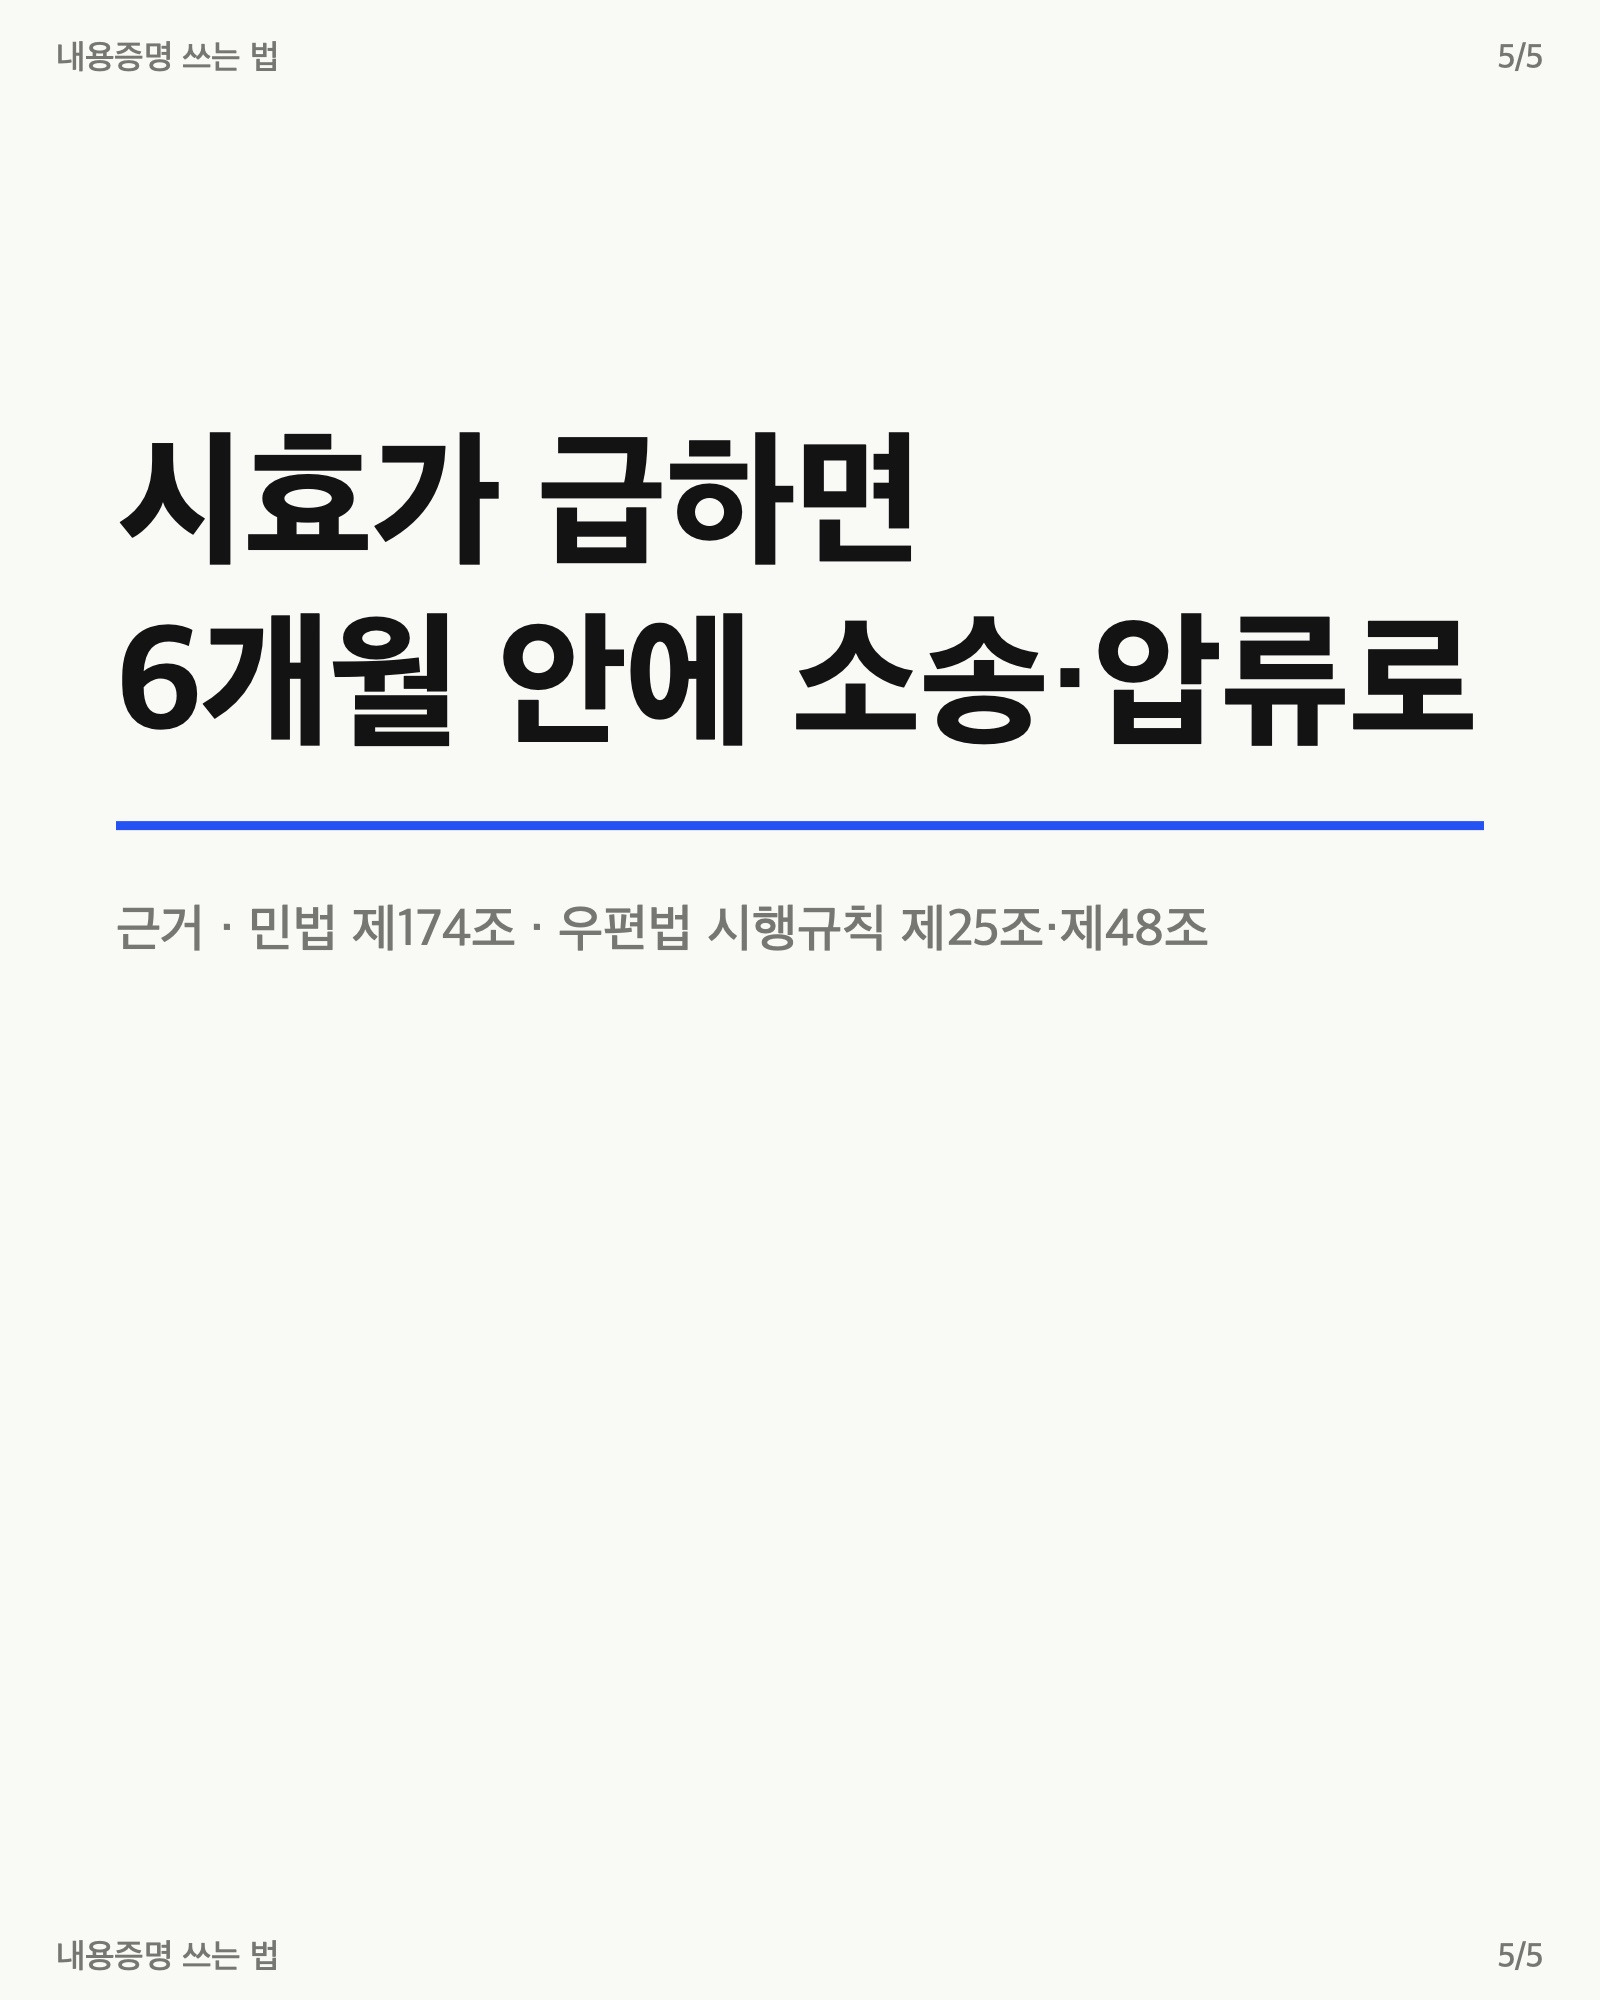 내용증명 쓰는 법
5/5
시효가 급하면
6개월 안에 소송·압류로
근거 · 민법 제174조 · 우편법 시행규칙 제25조·제48조
내용증명 쓰는 법
5/5